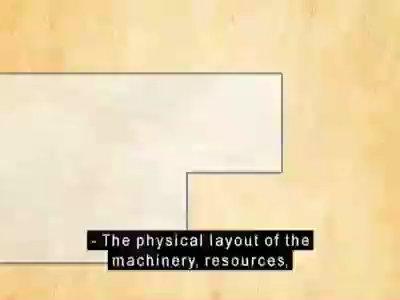 - The physical layout of the
machinery, resources,